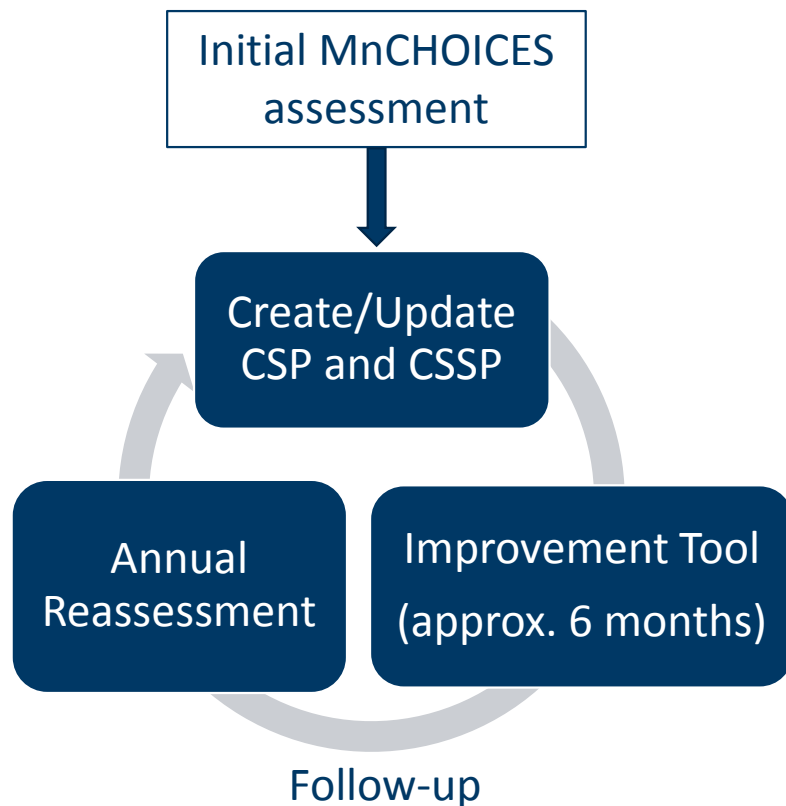 Initial MnCHOICES
assessment
Create/Update
CSP and CSSP
Annual
Reassessment
Improvement Tool
(approx. 6 months)
Follow-up